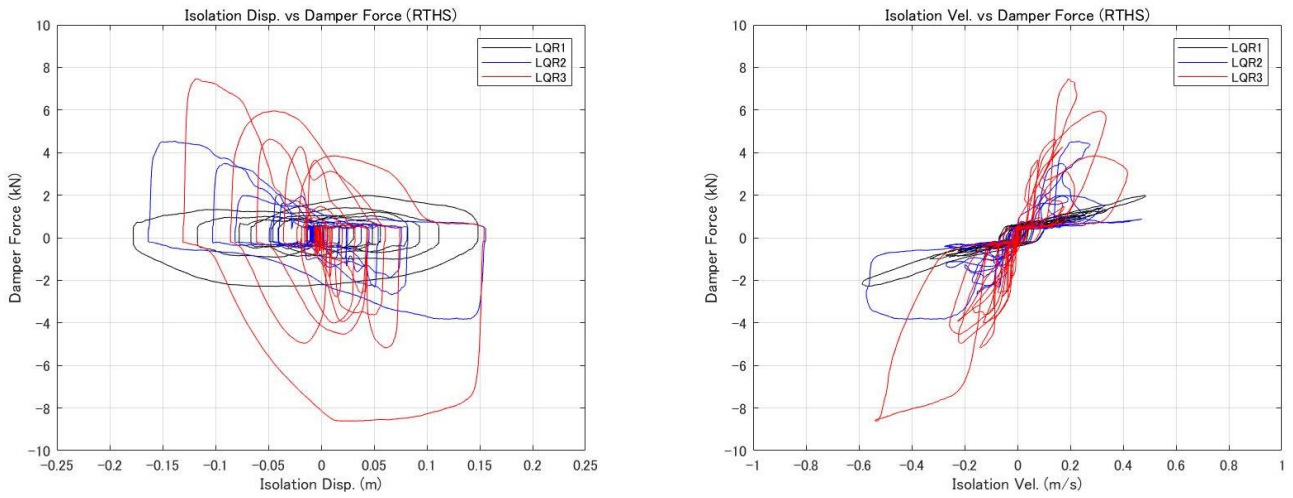 Isolation Disp. vs Damper Force (RTHS)
10
8
6
4
2
0
-2
-4
-6
-8
-10
Damper Force (kN)
-0.25 -0.2 -0.15 -0.1 -0.05 0 0.05 0.1 0.15 0.2 0.25
Isolation Disp. (m)
LQR1
LQR2
LQR3
Isolation Vel. vs Damper Force (RTHS)
10
8
6
4
2
0
-2
-4
-6
-8
-10
Damper Force (kN)
-1 -0.8 -0.6 -0.4 -0.2 0 0.2 0.4 0.6 0.8 1
Isolation Vel. (m/s)
LQR1
LQR2
LQR3